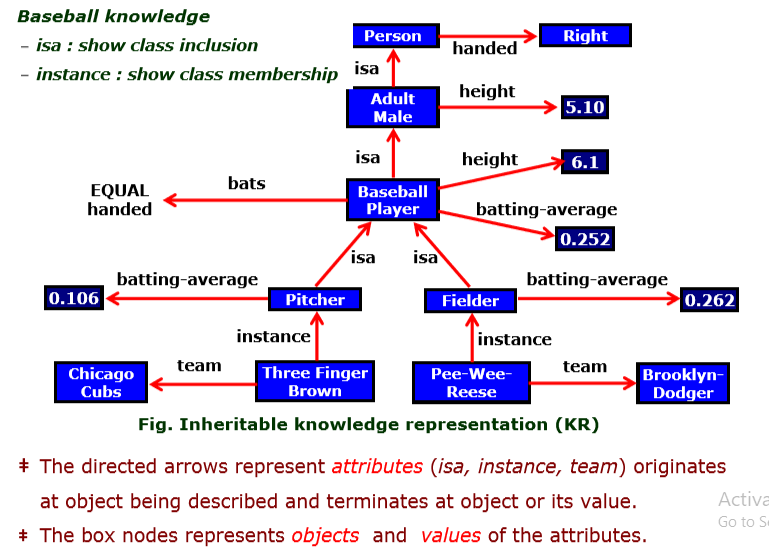 Baseball knowledge
– isa : show class inclusion
– instance : show class membership
Person
handed
Right
isa
Adult
Male
height
5.10
isa
height
6.1
EQUAL
handed
bats
Baseball
Player
batting-average
0.252
isa
isa
0.106
batting-average
Pitcher
Fielder
batting-average
0.262
instance
instance
Chicago
Cubs
team
Three Finger
Brown
Pee-Wee-
Reese
team
Brooklyn-
Dodger
Fig. Inheritable knowledge representation (KR)
‡ The directed arrows represent attributes (isa, instance, team) originates
at object being described and terminates at object or its value.
‡ The box nodes represents objects and values of the attributes.